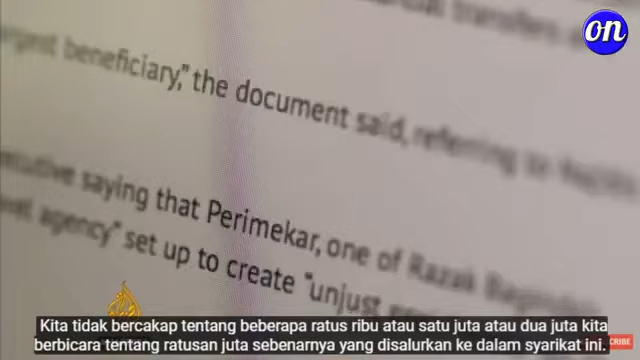 on
beneficiary," the document said, referring to
saying that Perimekar, one of Razak
agency" set up to create "unjust
Kita tidak bercakap tentang beberapa ratus ribu atau satu juta atau dua juta kita
berbicara tentang ratusan juta sebenarnya yang disalurkan ke dalam syarikat ini.